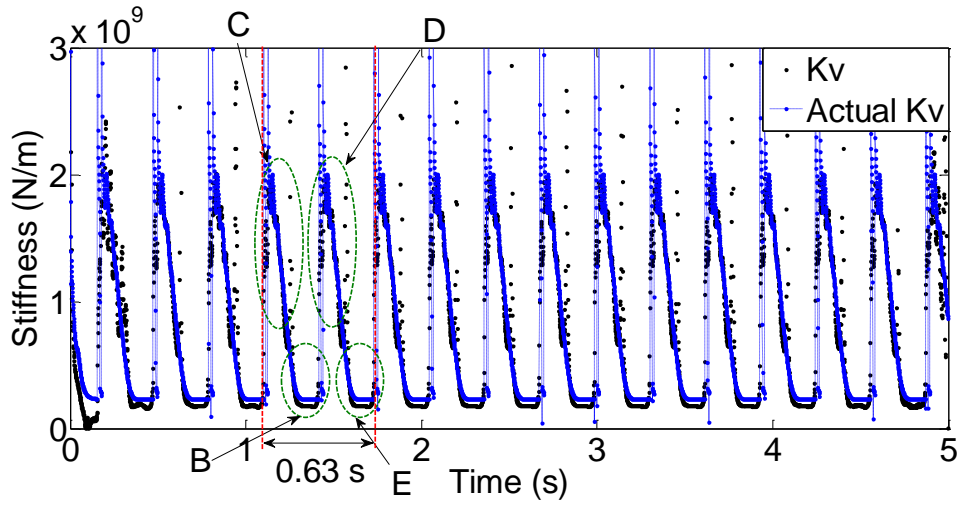 x 10⁹
C
D
3
2
1
0
Stiffness (N/m)
Kv
Actual Kv
0
1
2
3
4
5
B
0.63 s
E
Time (s)